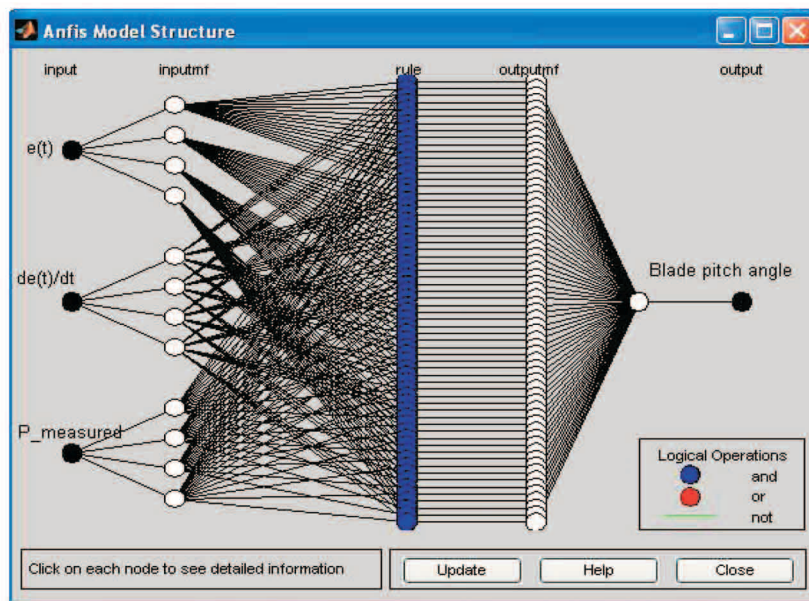 Anfis Model Structure
input inputmf rule outputmf output
e(t)
de(t)/dt
Blade pitch angle
P_measured
Logical Operations
and
or
not
Click on each node to see detailed information
Update Help Close